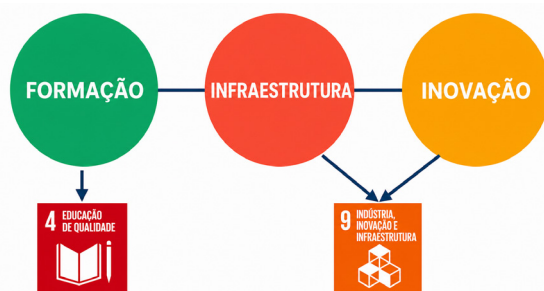 FORMAÇÃO
INFRAESTRUTURA
INOVAÇÃO
4 EDUCAÇÃO
DE QUALIDADE
9 INDÚSTRIA,
INOVAÇÃO E
INFRAESTRUTURA